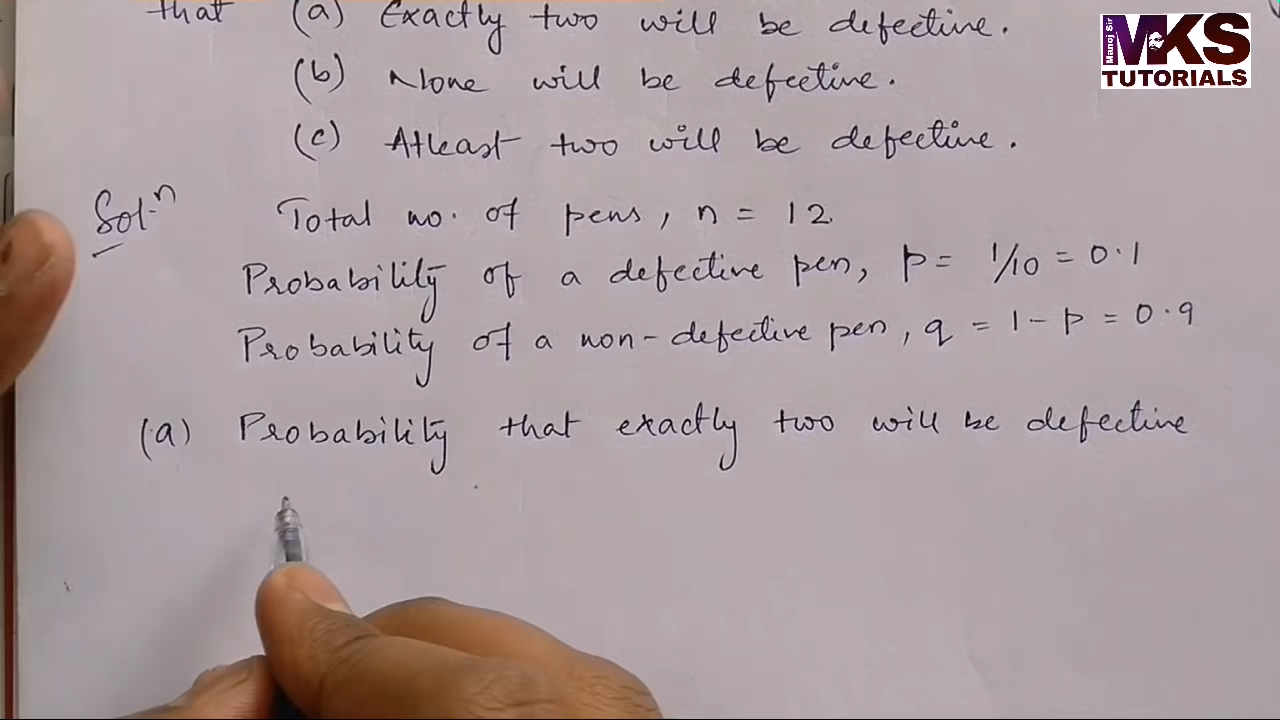 that (a) Exactly two will be defective.
(b) None will be defective.
(c) Atleast two will be defective.
Sol.n Total no. of pens, n = 12.
Probability of a defective pen, p = 1/10 = 0.1
Probability of a non-defective pen, q = 1 - p = 0.9
(a) Probability that exactly two will be defective
Manoj Sir
MKS
TUTORIALS